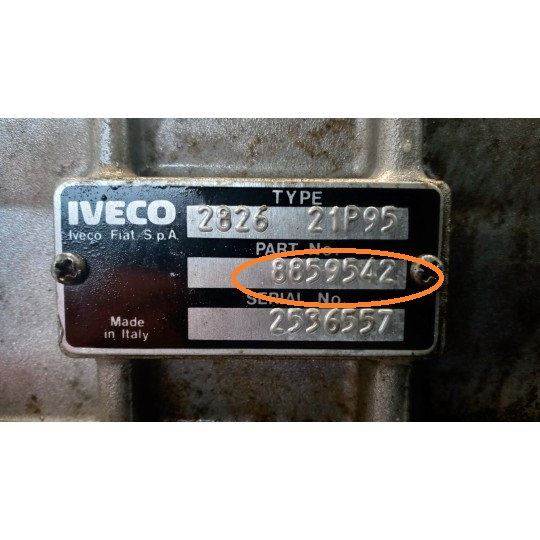 TYPE
IVECO
2826 21P95
Iveco Fiat S.p.A.
PART No.
8859542
SERIAL No.
2536557
Made
in Italy